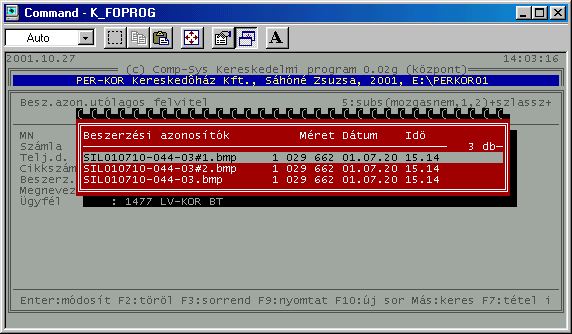 Command - K_FOPROG
Auto
A
2001.10.27 14:03:16
(c) Comp-Sys Kereskedelmi program 0.02g (központ)
PER-KOR Kereskedőház Kft., Sáhóné Zsuzsa, 2001, E:\PERKOR01
Besz.azon.utólagos felvitel 5:subs(mozgasnem,1,2)+szlassz+
MN
Számla
Telj.d.
Cikkszám
Beszerz.
Megnevez
Ügyfél : 1477 LV-KOR BT
Beszerzési azonosítók Méret Dátum Idő
3 db
SIL010710-044-03#1.bmp 1 029 662 01.07.20 15.14
SIL010710-044-03#2.bmp 1 029 662 01.07.20 15.14
SIL010710-044-03.bmp 1 029 662 01.07.20 15.14
Enter:módosít F2:töröl F3:sorrend F9:nyomtat F10:új sor Más:keres F7:tétel i